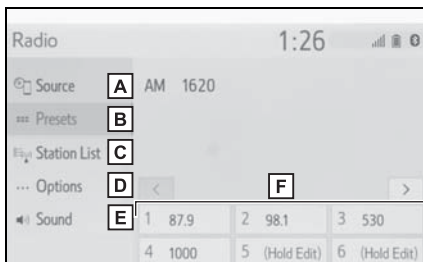 Radio 1:26
Source A AM 1620
Presets B
Station List C
Options D F
Sound E 1 87.9 2 98.1 3 530
4 1000 5 (Hold Edit) 6 (Hold Edit)